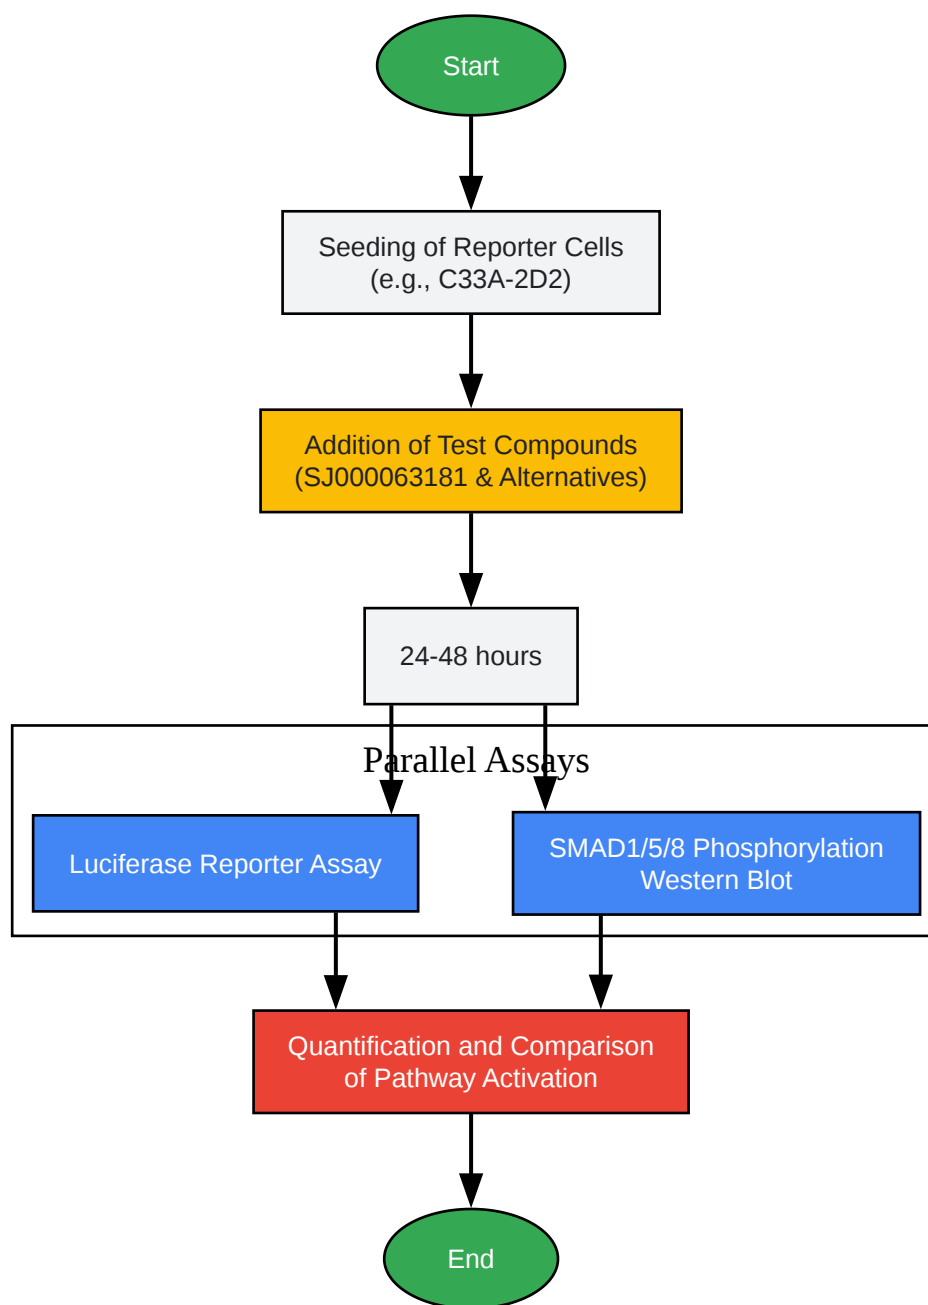 Start
Seeding of Reporter Cells
(e.g., C33A-2D2)
Addition of Test Compounds
(SJ000063181 & Alternatives)
24-48 hours
Parallel Assays
Luciferase Reporter Assay
SMAD1/5/8 Phosphorylation
Western Blot
Quantification and Comparison
of Pathway Activation
End